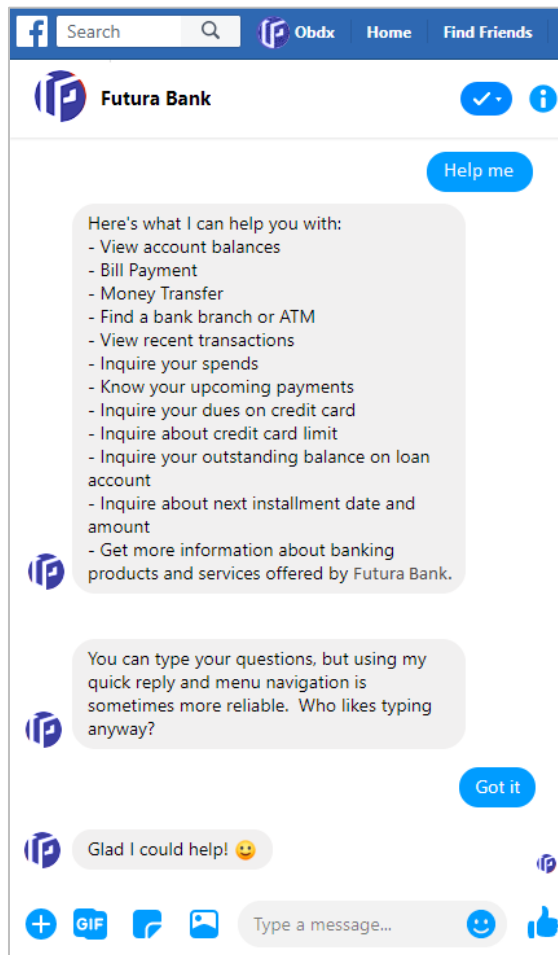 f Search Obdx Home Find Friends
Futura Bank
Help me
Here's what I can help you with:
- View account balances
- Bill Payment
- Money Transfer
- Find a bank branch or ATM
- View recent transactions
- Inquire your spends
- Know your upcoming payments
- Inquire your dues on credit card
- Inquire about credit card limit
- Inquire your outstanding balance on loan
account
- Inquire about next installment date and
amount
- Get more information about banking
products and services offered by Futura Bank.
You can type your questions, but using my
quick reply and menu navigation is
sometimes more reliable.  Who likes typing
anyway?
Got it
Glad I could help! 🙂
GIF Type a message...